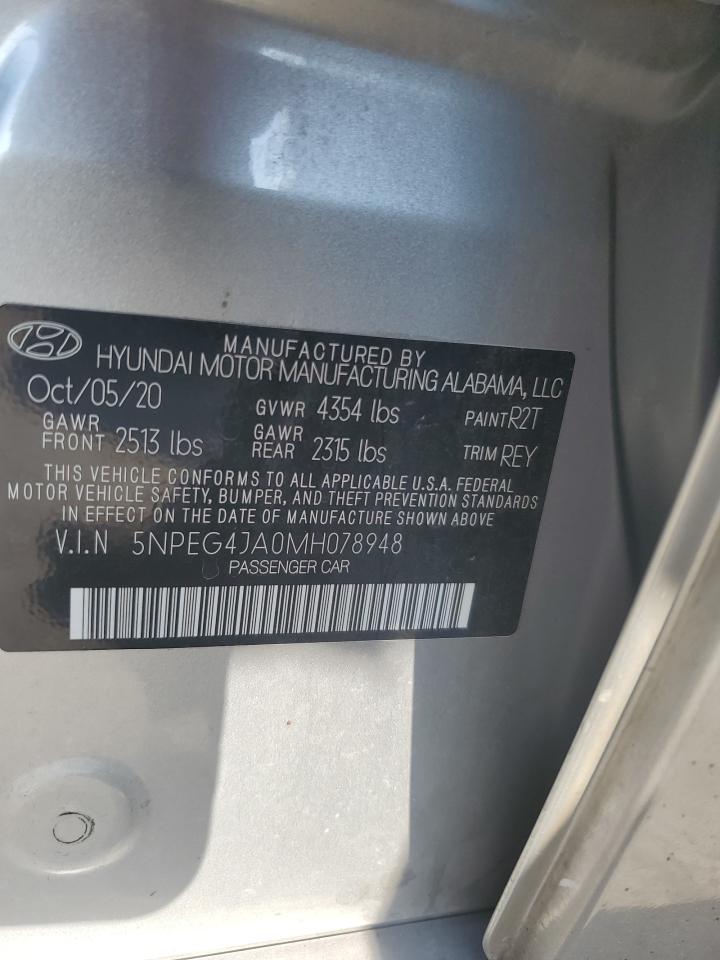 MANUFACTURED BY
HYUNDAI MOTOR MANUFACTURING ALABAMA, LLC
Oct/05/20 GVWR 4354 lbs PAINT R2T
GAWR FRONT 2513 lbs GAWR REAR 2315 lbs TRIM REY
THIS VEHICLE CONFORMS TO ALL APPLICABLE U.S.A. FEDERAL
MOTOR VEHICLE SAFETY, BUMPER, AND THEFT PREVENTION STANDARDS
IN EFFECT ON THE DATE OF MANUFACTURE SHOWN ABOVE
V.I.N 5NPEG4JA0MH078948
PASSENGER CAR